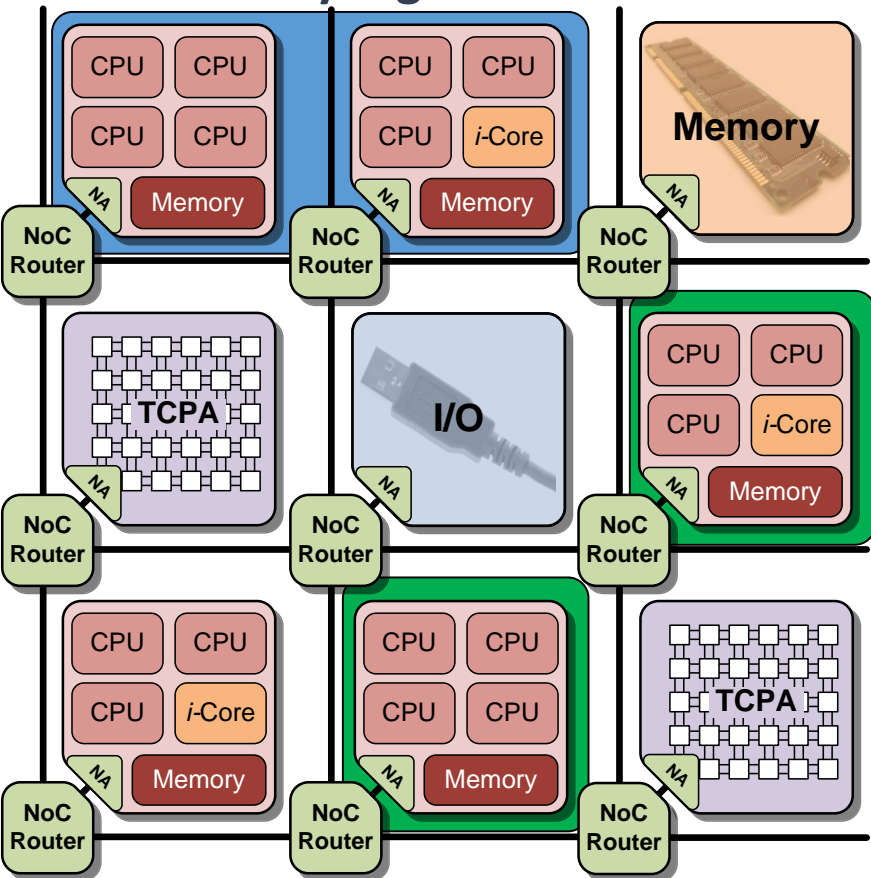 CPU CPU
CPU CPU
NA Memory
NoC
Router
CPU CPU
CPU i-Core
NA Memory
NoC
Router
Memory
NA
NoC
Router
TCPA
NA
NoC
Router
I/O
NA
NoC
Router
CPU CPU
CPU i-Core
NA Memory
NoC
Router
CPU CPU
CPU i-Core
NA Memory
NoC
Router
CPU CPU
CPU CPU
NA Memory
NoC
Router
TCPA
NA
NoC
Router